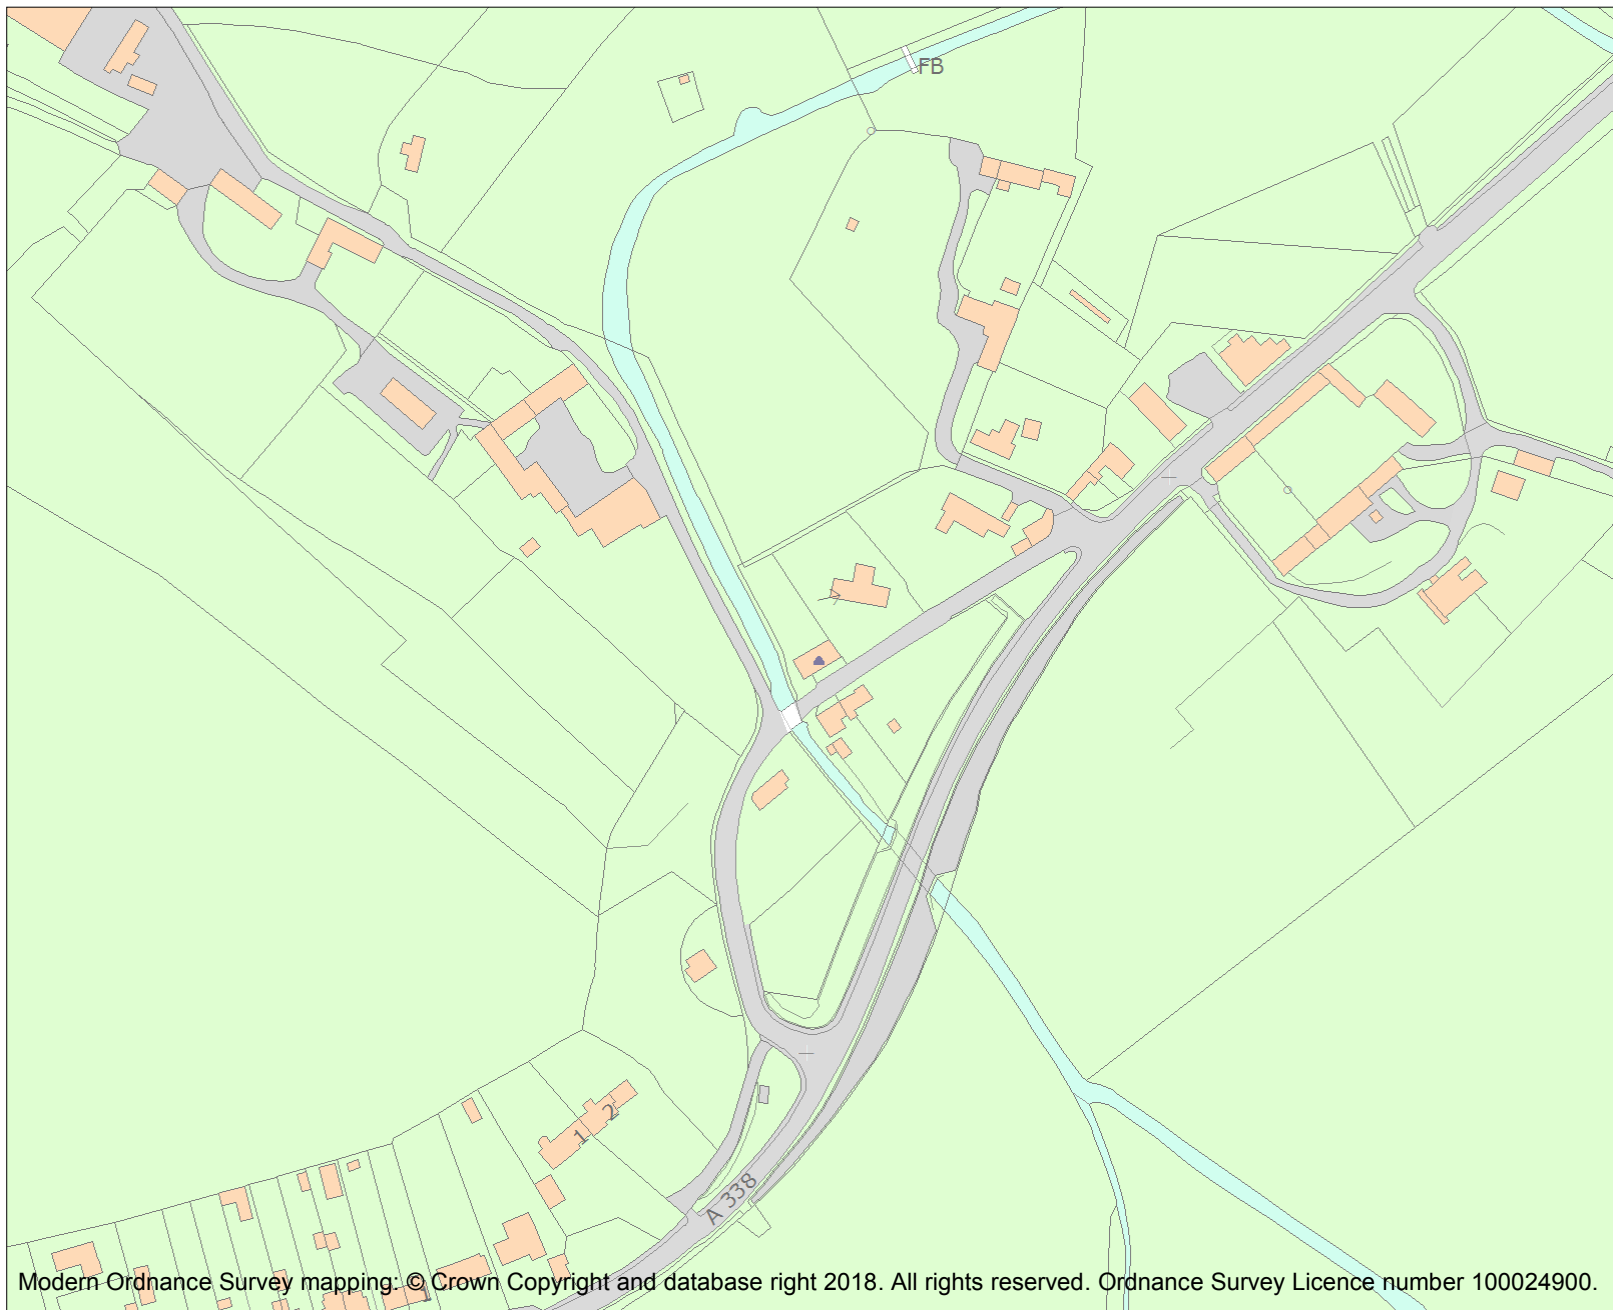 FB
1
2
A 338
Modern Ordnance Survey mapping: © Crown Copyright and database right 2018. All rights reserved. Ordnance Survey Licence number 100024900.